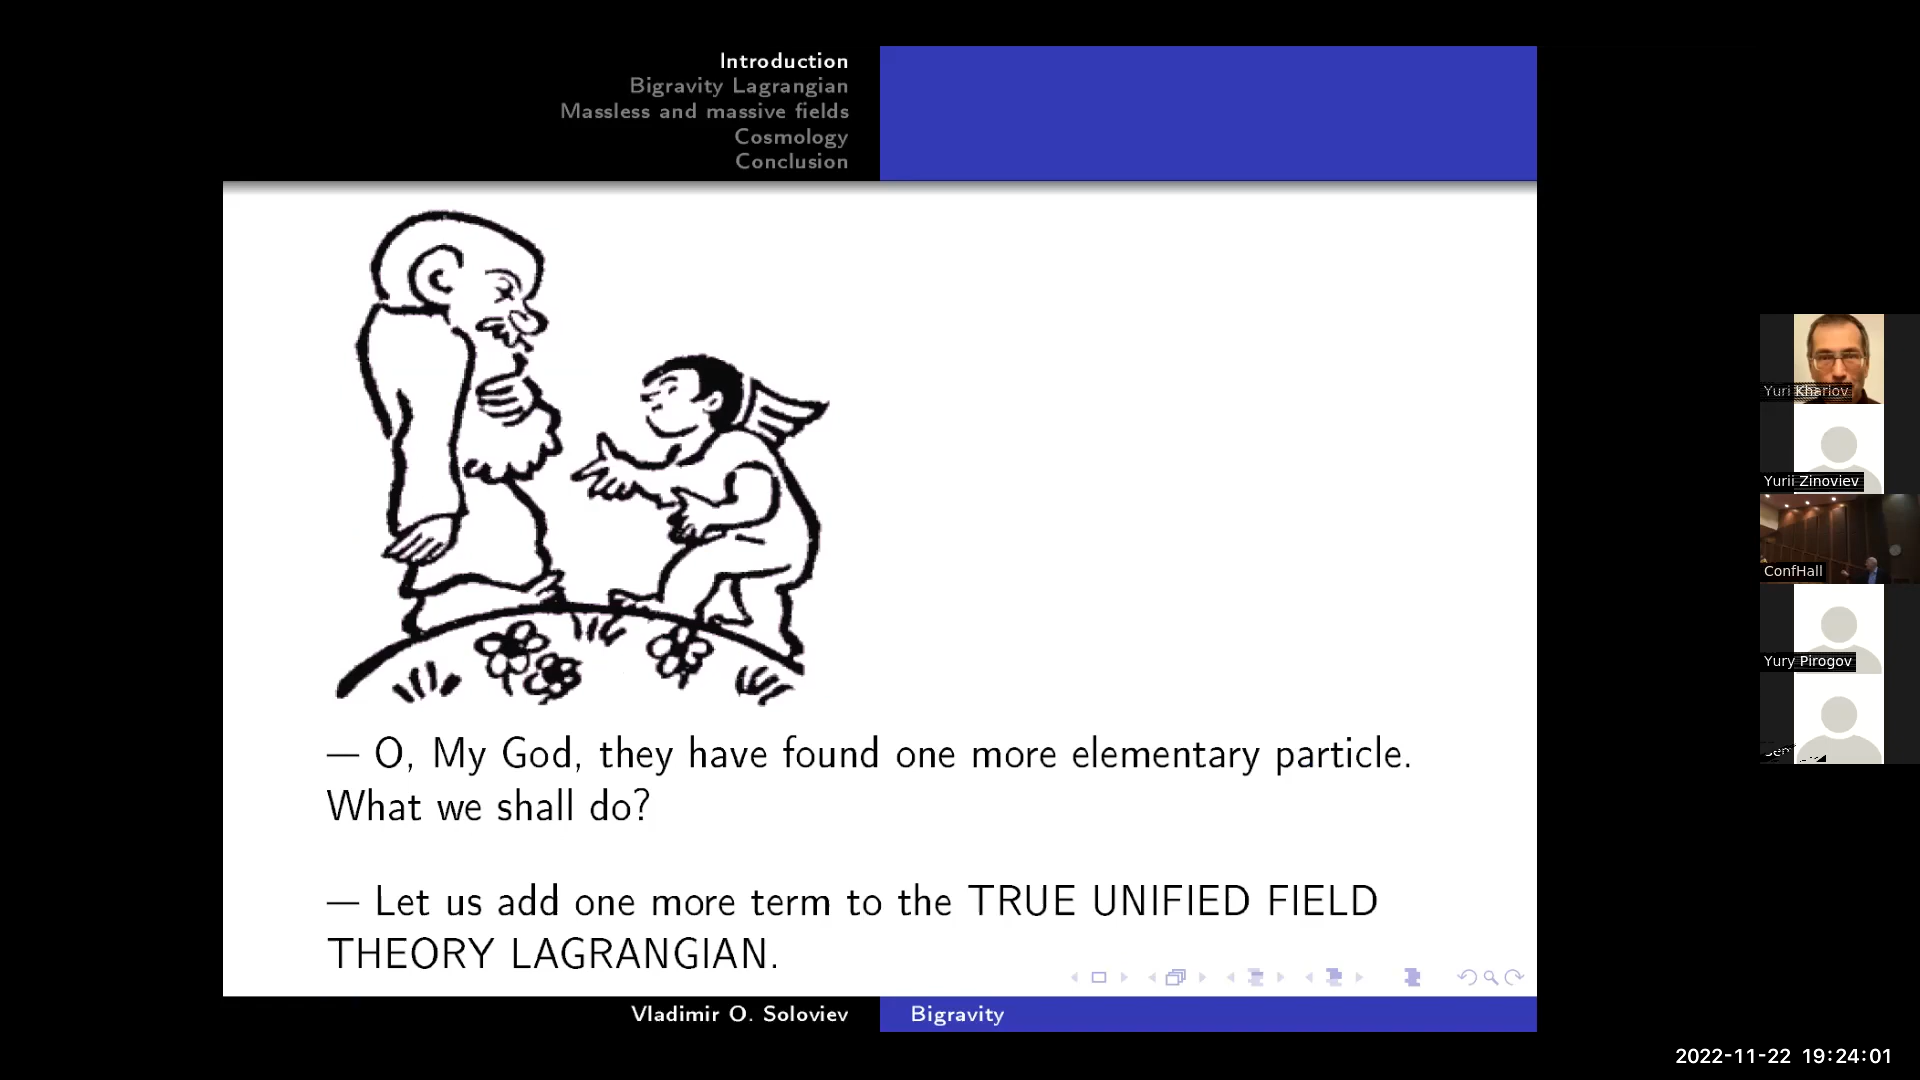 Introduction
Bigravity Lagrangian
Massless and massive fields
Cosmology
Conclusion
— O, My God, they have found one more elementary particle.
What we shall do?
— Let us add one more term to the TRUE UNIFIED FIELD
THEORY LAGRANGIAN.
Vladimir O. Soloviev
Bigravity
Yuri Kharlov
Yurii Zinoviev
ConfHall
Yury Pirogov
2022-11-22 19:24:01